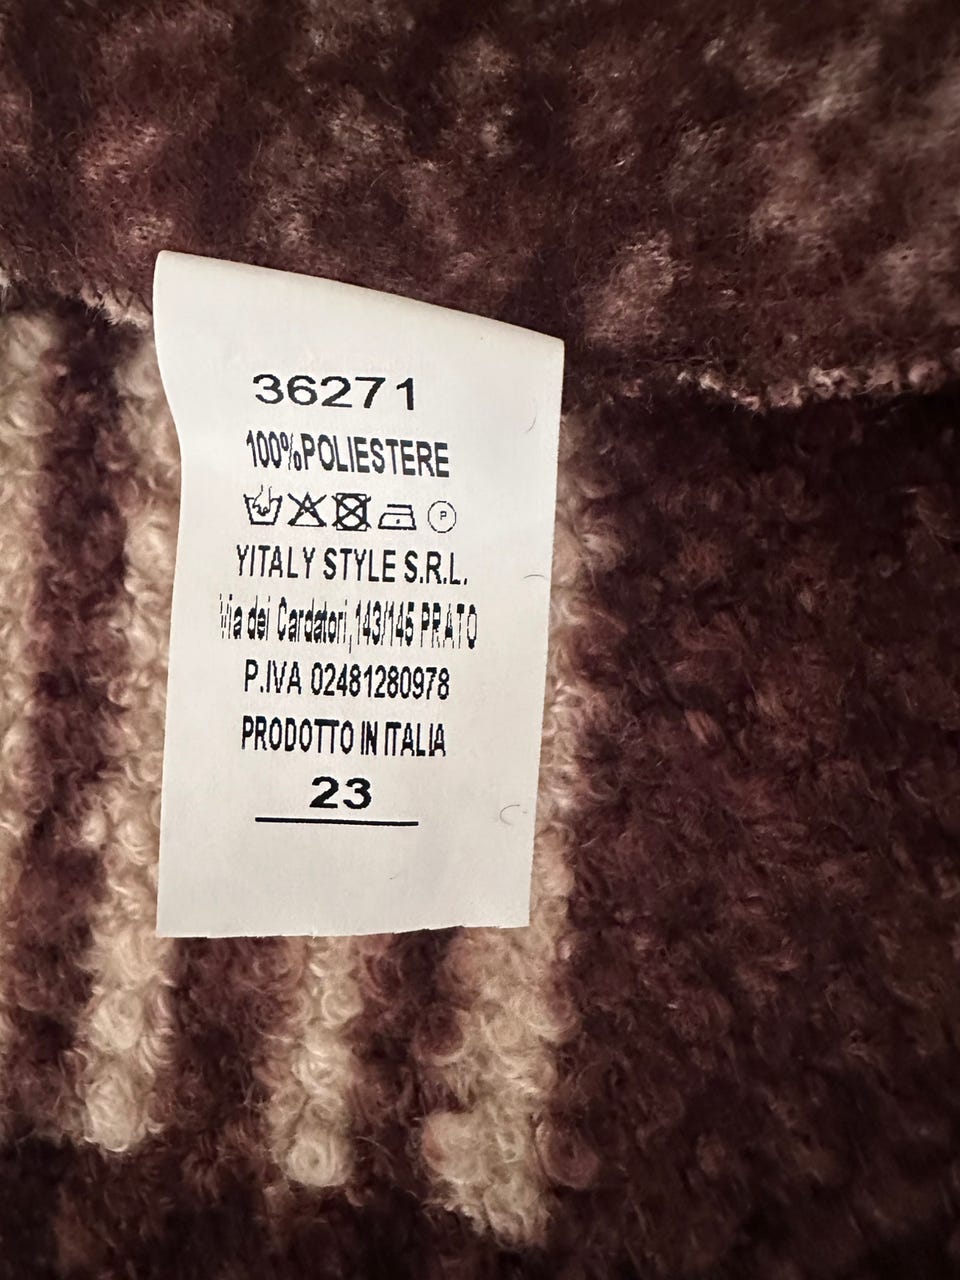 36271
100%POLIESTERE
P
YITALY STYLE S.R.L.
Via dei Cardatori,143/145 PRATO
P.IVA 02481280978
PRODOTTO IN ITALIA
23